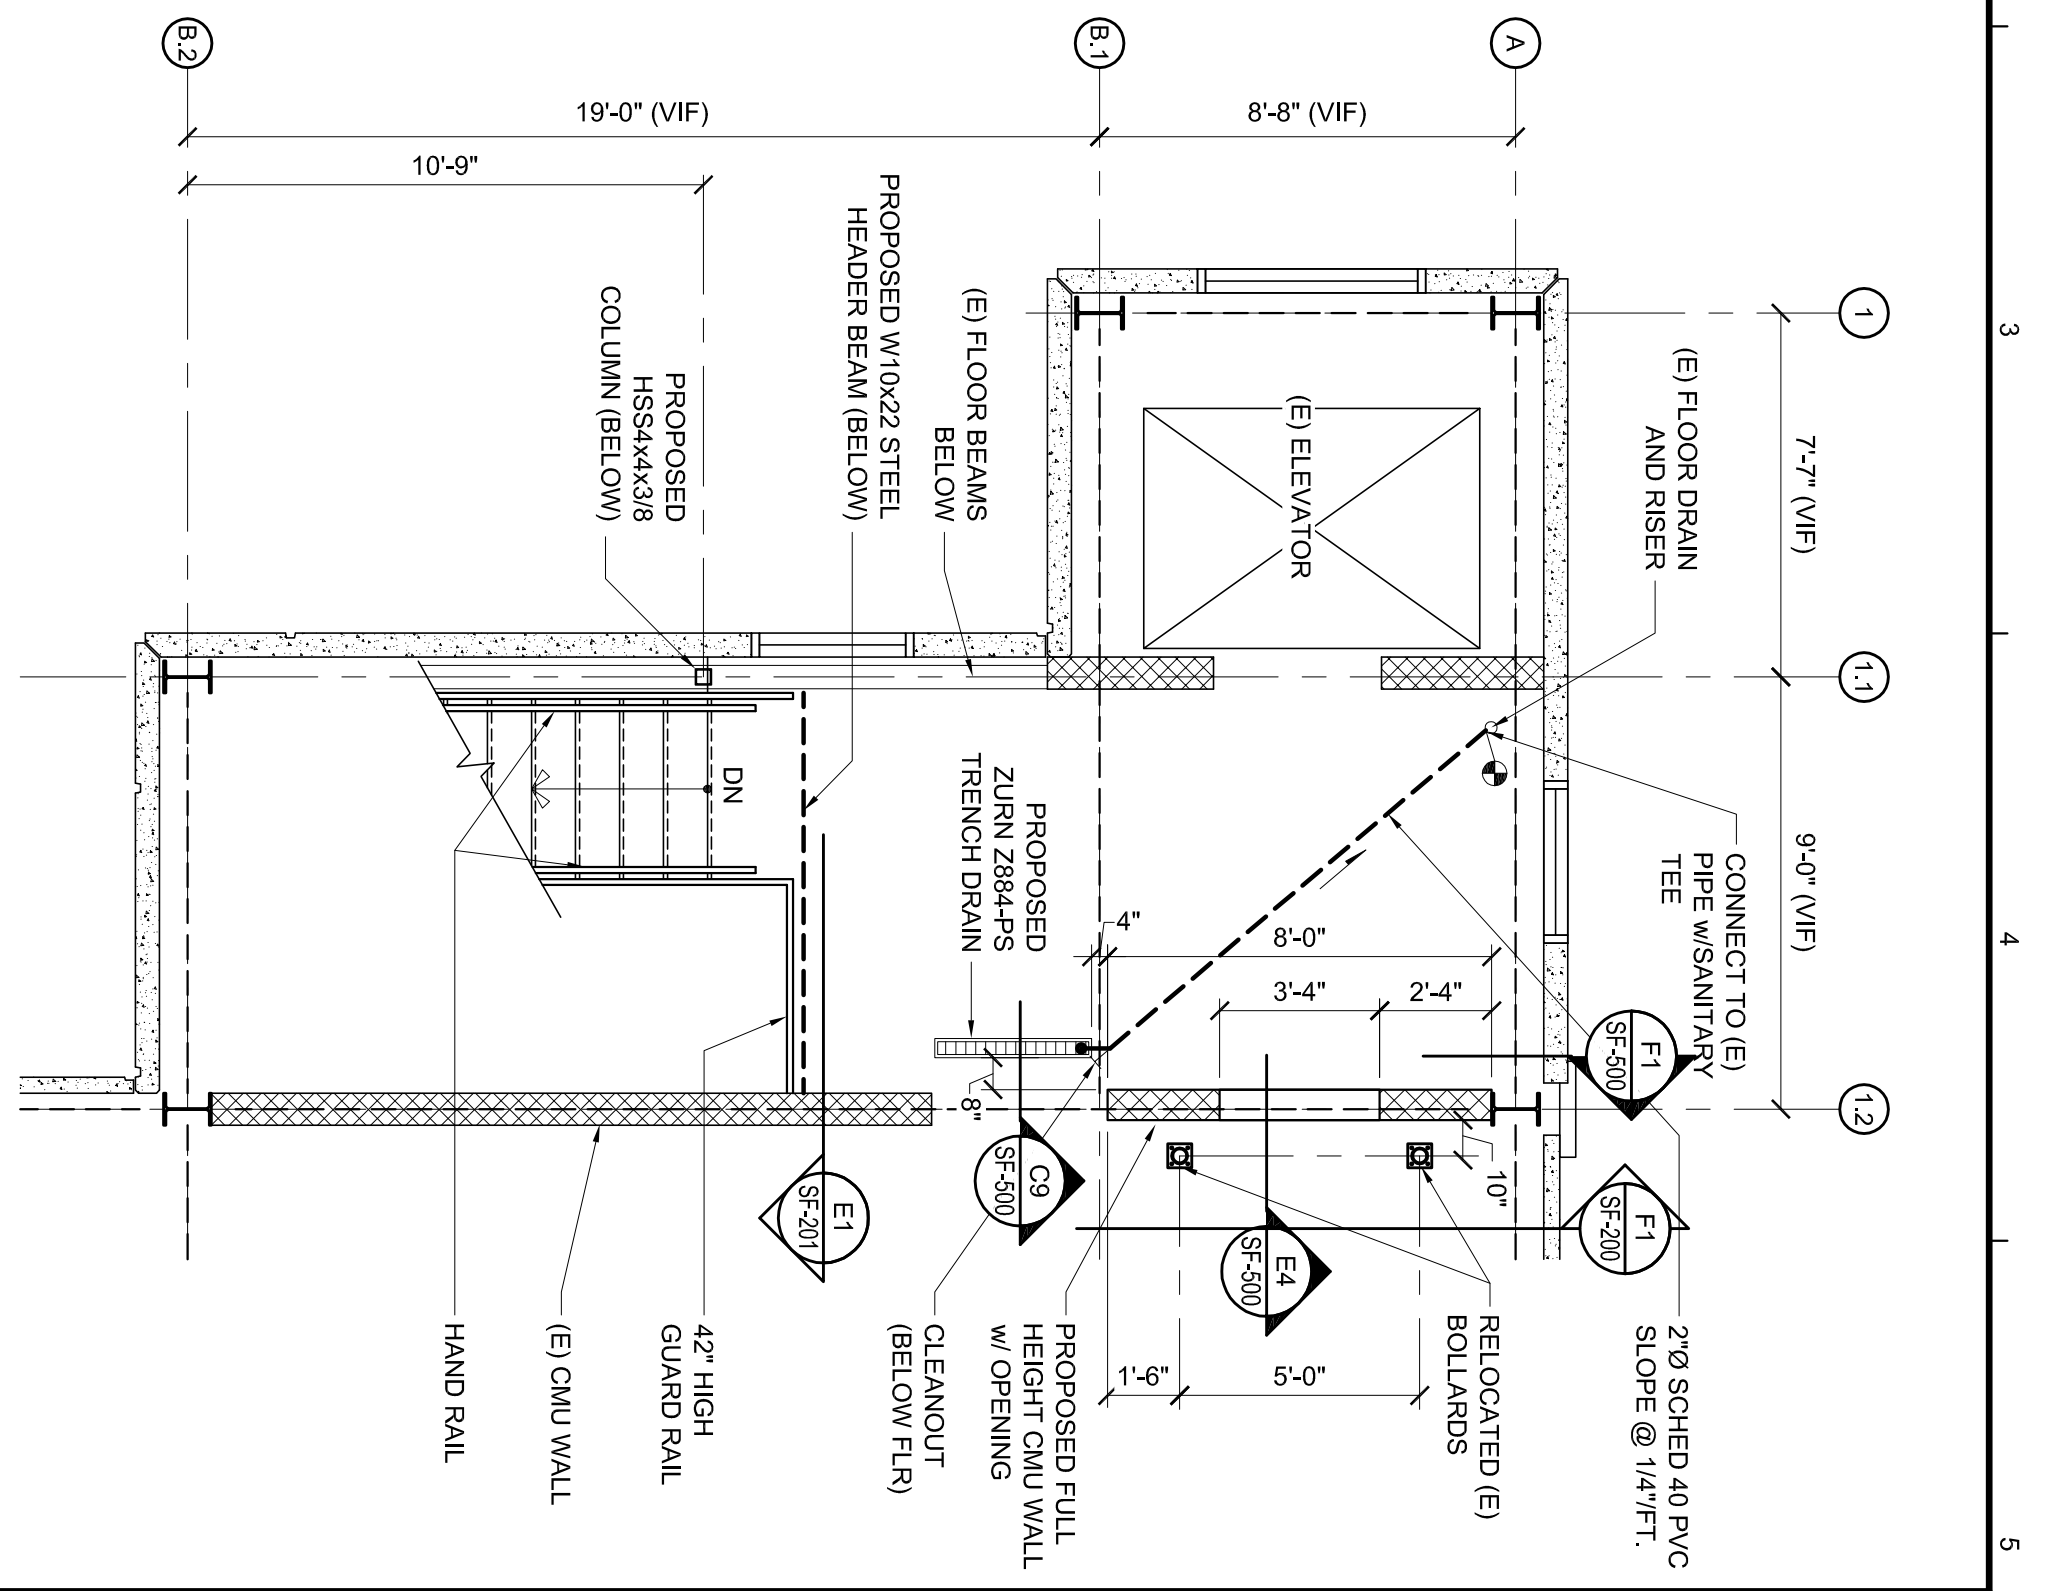 3
4
5
1
1.1
1.2
A
B.1
B.2
7'-7" (VIF)
9'-0" (VIF)
8'-8" (VIF)
19'-0" (VIF)
10'-9"
(E) FLOOR DRAIN
AND RISER
CONNECT TO (E)
PIPE w/SANITARY
TEE
2"Ø SCHED 40 PVC
SLOPE @ 1/4"/FT.
F1
SF-500
F1
SF-200
RELOCATED (E)
BOLLARDS
(E) ELEVATOR
8'-0"
3'-4"
2'-4"
4"
10"
8"
5'-0"
1'-6"
E4
SF-500
C9
SF-500
E1
SF-201
PROPOSED FULL
HEIGHT CMU WALL
w/ OPENING
CLEANOUT
(BELOW FLR)
PROPOSED
ZURN Z884-PS
TRENCH DRAIN
(E) FLOOR BEAMS
BELOW
PROPOSED W10x22 STEEL
HEADER BEAM (BELOW)
PROPOSED
HSS4x4x3/8
COLUMN (BELOW)
DN
42" HIGH
GUARD RAIL
(E) CMU WALL
HAND RAIL